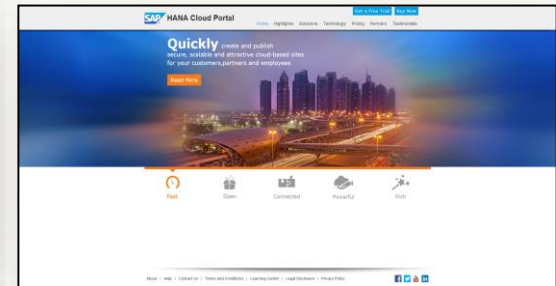 Get a Free Trial Buy Now
SAP HANA Cloud Portal
Home Highlights Solutions Technology Pricing Partners Testimonials
Quickly create and publish
secure, scalable and attractive cloud-based sites
for your customers,partners and employees
Read More
Fast Open Connected Powerful Rich
About | Help | Contact Us | Terms and Conditions | Learning Center | Legal Disclosure | Privacy Policy